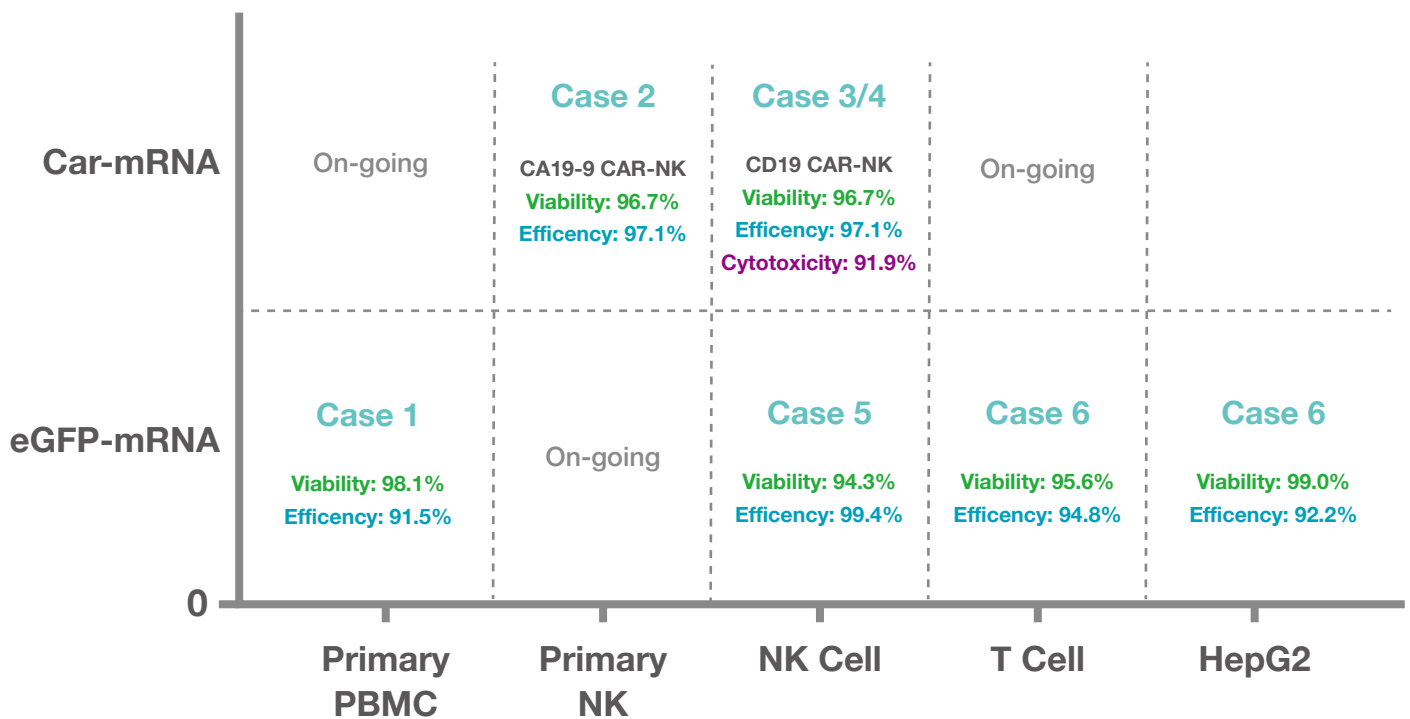 Car-mRNA
On-going
Case 2
CA19-9 CAR-NK
Viability: 96.7%
Efficency: 97.1%
Case 3/4
CD19 CAR-NK
Viability: 96.7%
Efficency: 97.1%
Cytotoxicity: 91.9%
On-going
eGFP-mRNA
Case 1
Viability: 98.1%
Efficency: 91.5%
On-going
Case 5
Viability: 94.3%
Efficency: 99.4%
Case 6
Viability: 95.6%
Efficency: 94.8%
Case 6
Viability: 99.0%
Efficency: 92.2%
0
Primary
PBMC
Primary
NK
NK Cell
T Cell
HepG2